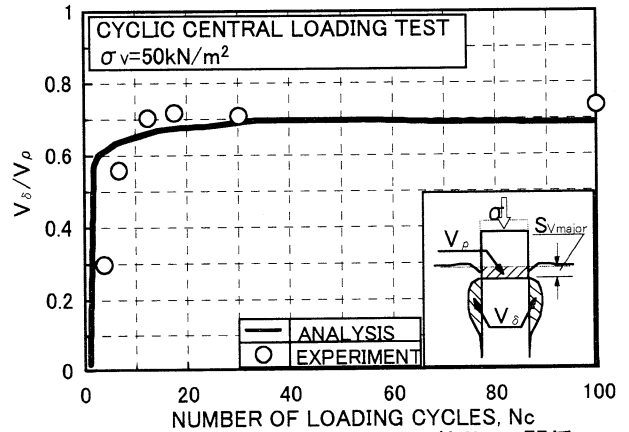 CYCLIC CENTRAL LOADING TEST
σv=50kN/m²
1
0.8
0.6
0.4
0.2
0
Vδ/Vρ
σ
SVmajor
Vρ
Vδ
ANALYSIS
EXPERIMENT
0 20 40 60 80 100
NUMBER OF LOADING CYCLES, Nc